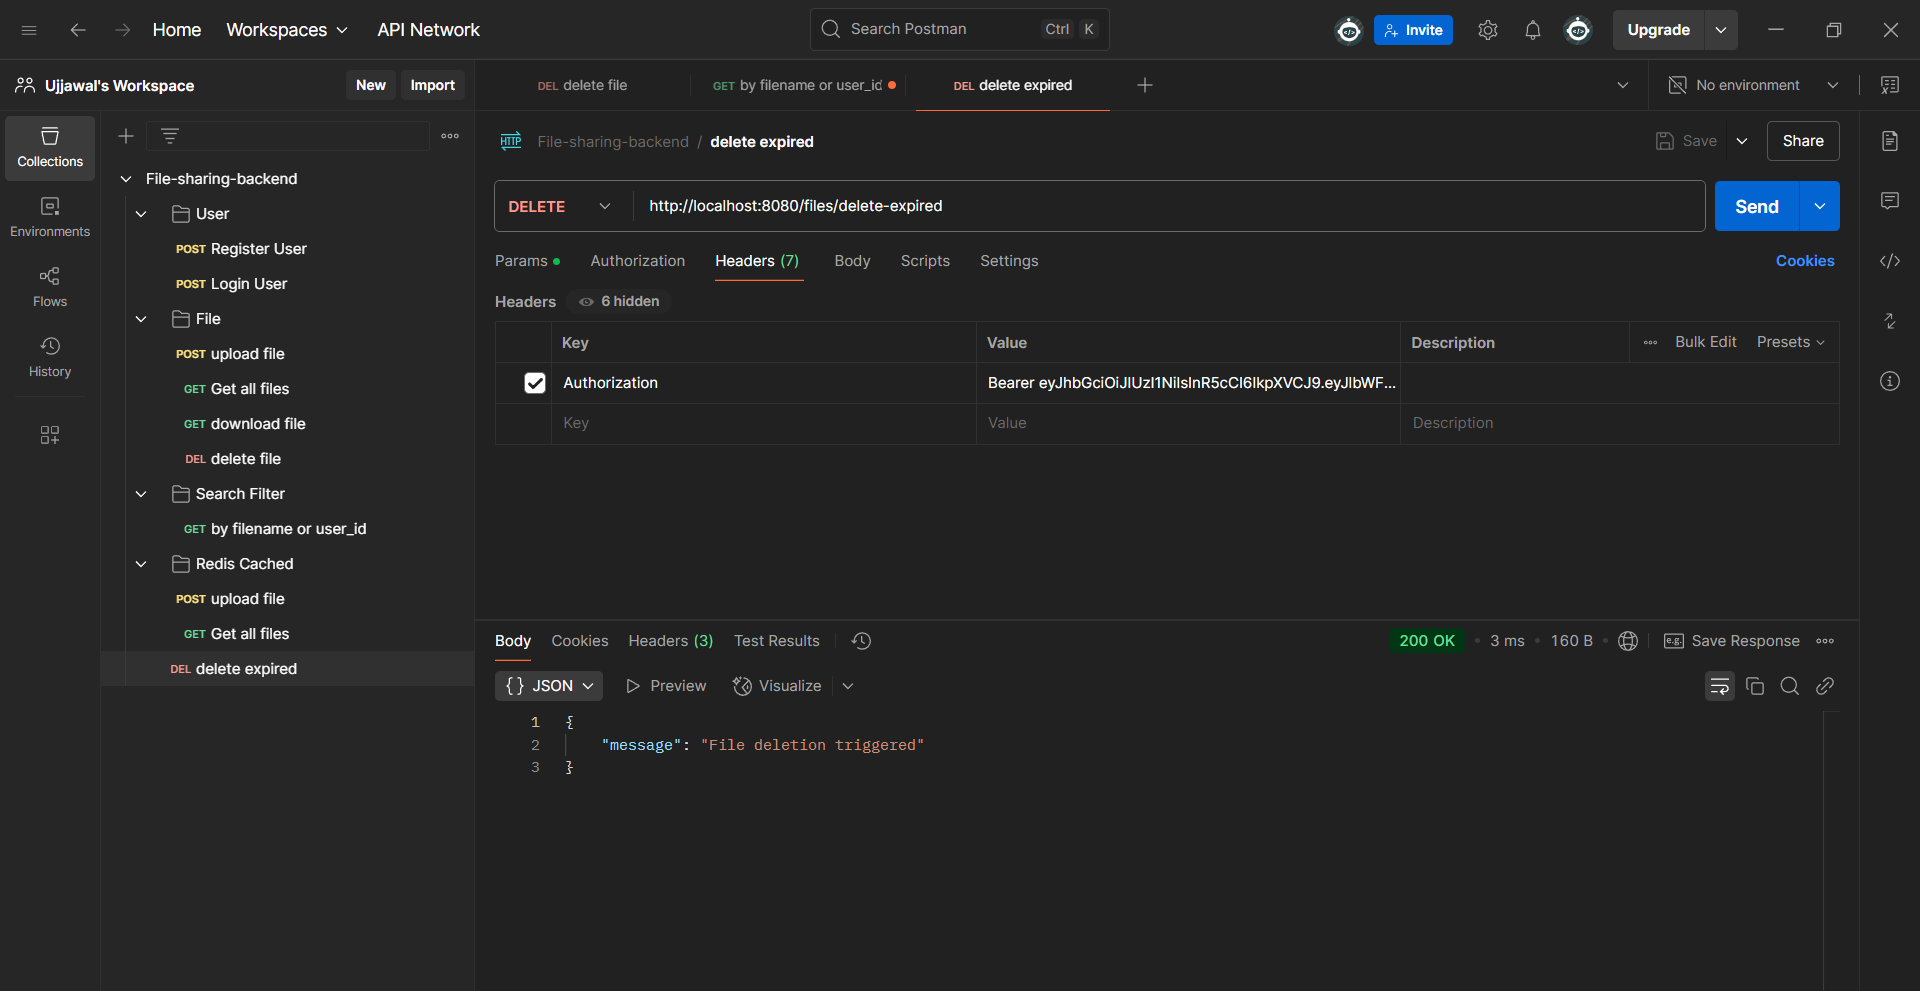 Home Workspaces API Network Search Postman Ctrl K Invite Upgrade
Ujjawal's Workspace New Import
DEL delete file GET by filename or user_id DEL delete expired No environment
Collections
Environments
Flows
History
File-sharing-backend
User
POST Register User
POST Login User
File
POST upload file
GET Get all files
GET download file
DEL delete file
Search Filter
GET by filename or user_id
Redis Cached
POST upload file
GET Get all files
DEL delete expired
HTTP File-sharing-backend / delete expired Save Share
DELETE http://localhost:8080/files/delete-expired Send
Params Authorization Headers (7) Body Scripts Settings Cookies
Headers 6 hidden
Key Value Description Bulk Edit Presets
Authorization Bearer eyJhbGciOiJIUzI1NiIsInR5cCI6IkpXVCJ9.eyJlbWF...
Key Value Description
Body Cookies Headers (3) Test Results 200 OK 3 ms 160 B e.g. Save Response
{} JSON Preview Visualize
1 {
2 "message": "File deletion triggered"
3 }